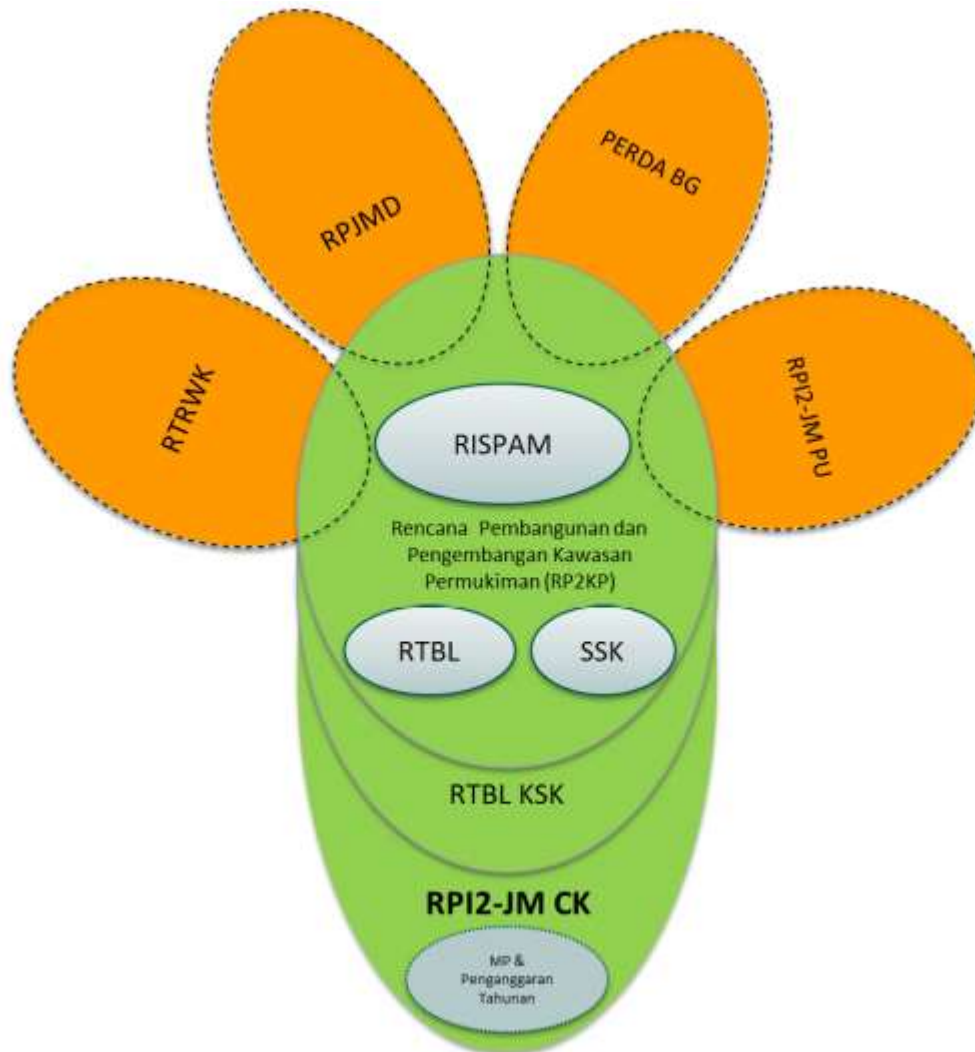 PERDA BG
RPJMD
RTRWK
RPI2-JM PU
RISPAM
Rencana Pembangunan dan
Pengembangan Kawasan
Permukiman (RP2KP)
RTBL
SSK
RTBL KSK
RPI2-JM CK
MP &
Penganggaran
Tahunan